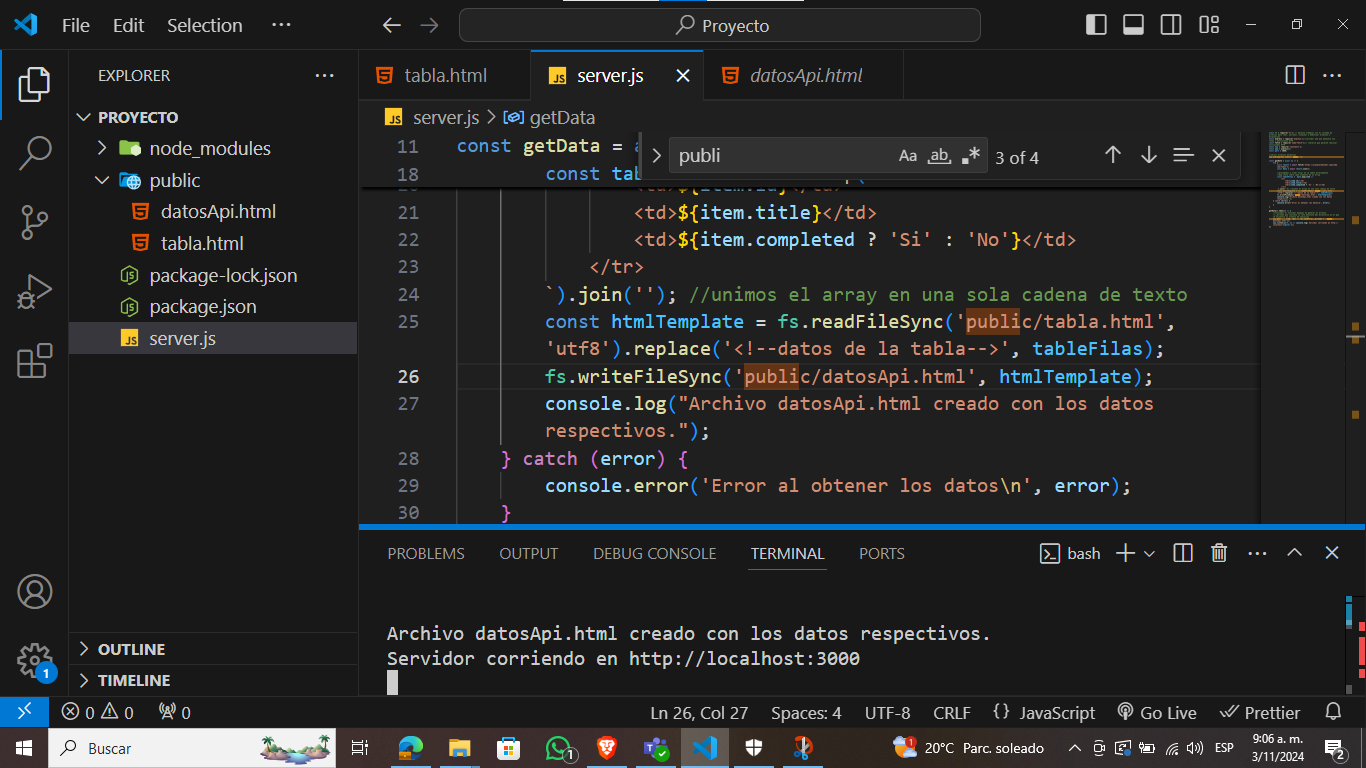 File Edit Selection ···
Proyecto
EXPLORER ···
PROYECTO
node_modules
public
datosApi.html
tabla.html
package-lock.json
package.json
server.js
OUTLINE
TIMELINE
tabla.html server.js datosApi.html ···
server.js > getData
publi Aa ab 3 of 4
11 const getData =
18 const
21 <td>${item.title}</td>
22 <td>${item.completed ? 'Si' : 'No'}</td>
23 </tr>
24 `).join(''); //unimos el array en una sola cadena de texto
25 const htmlTemplate = fs.readFileSync('public/tabla.html',
'utf8').replace('<!--datos de la tabla-->', tableFilas);
26 fs.writeFileSync('public/datosApi.html', htmlTemplate);
27 console.log("Archivo datosApi.html creado con los datos
respectivos.");
28 } catch (error) {
29 console.error('Error al obtener los datos\n', error);
30 }
PROBLEMS OUTPUT DEBUG CONSOLE TERMINAL PORTS bash ···
Archivo datosApi.html creado con los datos respectivos.
Servidor corriendo en http://localhost:3000
1
0 0 0 Ln 26, Col 27 Spaces: 4 UTF-8 CRLF {} JavaScript Go Live Prettier
Buscar 1 1 20°C Parc. soleado ESP 9:06 a. m.
3/11/2024 2